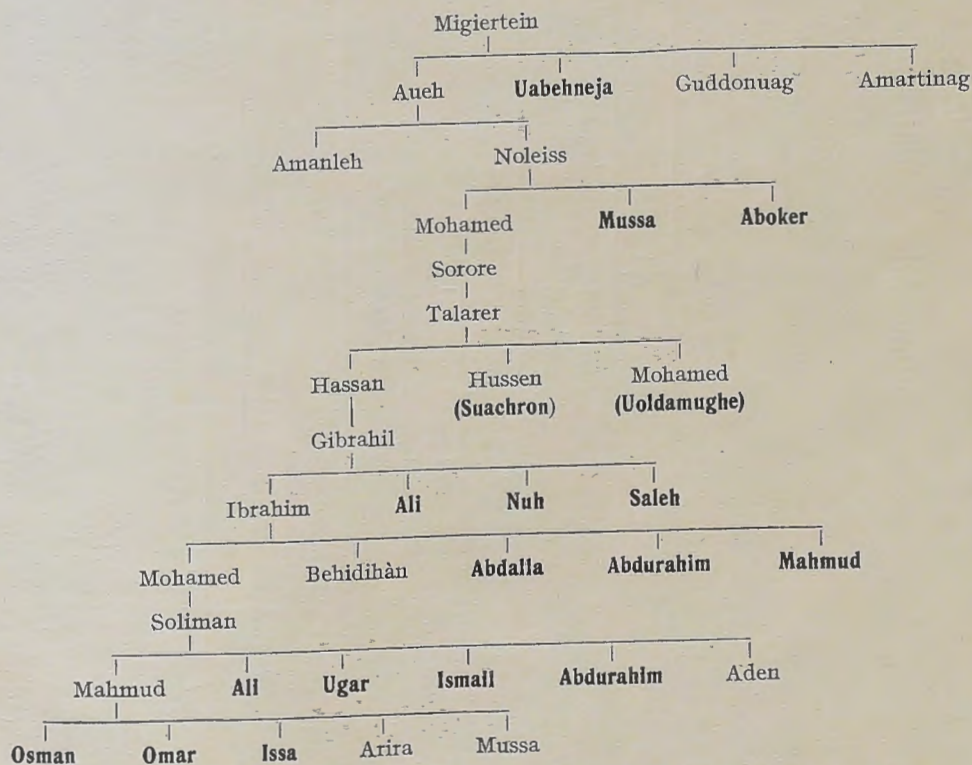 Migiertein
Aueh Uabehneja Guddonuag Amartinag
Amanleh Noleiss
Mohamed Mussa Aboker
Sorore
Talarer
Hassan Hussen Mohamed
(Suachron) (Uoldamughe)
Gibrahil
Ibrahim Ali Nuh Saleh
Mohamed Behidihàn Abdalla Abdurahim Mahmud
Soliman
Mahmud Ali Ugar Ismail Abdurahim Aden
Osman Omar Issa Arira Mussa